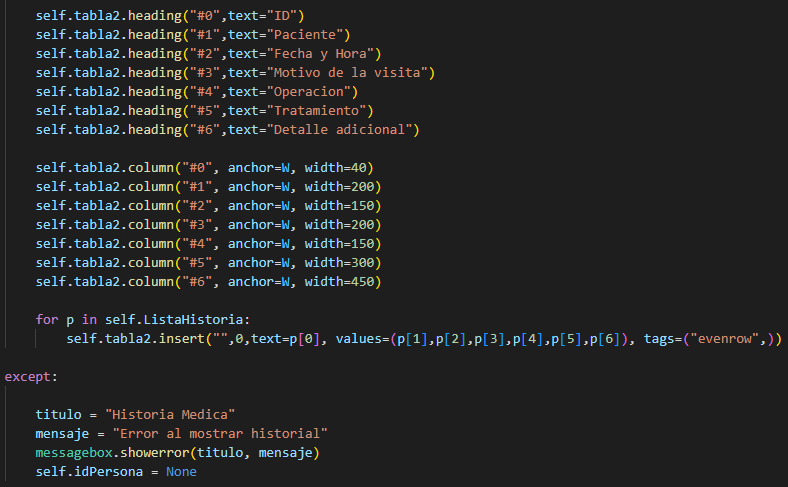 self.tabla2.heading("#0",text="ID")
self.tabla2.heading("#1",text="Paciente")
self.tabla2.heading("#2",text="Fecha y Hora")
self.tabla2.heading("#3",text="Motivo de la visita")
self.tabla2.heading("#4",text="Operacion")
self.tabla2.heading("#5",text="Tratamiento")
self.tabla2.heading("#6",text="Detalle adicional")
self.tabla2.column("#0", anchor=W, width=40)
self.tabla2.column("#1", anchor=W, width=200)
self.tabla2.column("#2", anchor=W, width=150)
self.tabla2.column("#3", anchor=W, width=200)
self.tabla2.column("#4", anchor=W, width=150)
self.tabla2.column("#5", anchor=W, width=300)
self.tabla2.column("#6", anchor=W, width=450)
for p in self.ListaHistoria:
self.tabla2.insert("",0,text=p[0], values=(p[1],p[2],p[3],p[4],p[5],p[6]), tags=("evenrow",))
except:
titulo = "Historia Medica"
mensaje = "Error al mostrar historial"
messagebox.showerror(titulo, mensaje)
self.idPersona = None